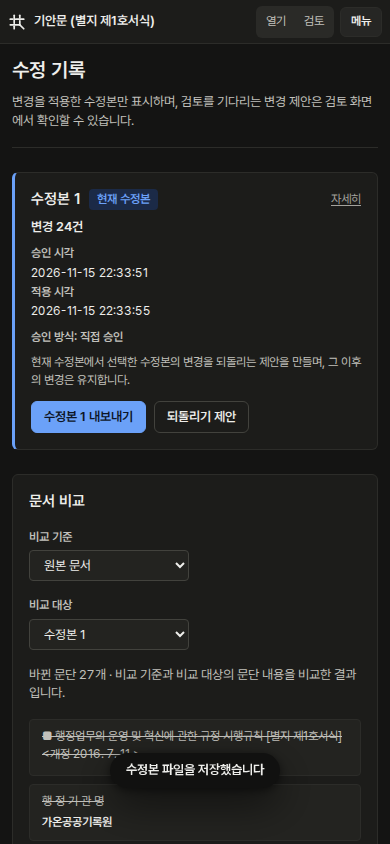 기안문 (별지 제1호서식)
열기
검토
메뉴
수정 기록
변경을 적용한 수정본만 표시하며, 검토를 기다리는 변경 제안은 검토 화면
에서 확인할 수 있습니다.
수정본 1
현재 수정본
자세히
변경 24건
승인 시각
2026-11-15 22:33:51
적용 시각
2026-11-15 22:33:55
승인 방식: 직접 승인
현재 수정본에서 선택한 수정본의 변경을 되돌리는 제안을 만들며, 그 이후
의 변경은 유지합니다.
수정본 1 내보내기
되돌리기 제안
문서 비교
비교 기준
원본 문서
비교 대상
수정본 1
바뀐 문단 27개 · 비교 기준과 비교 대상의 문단 내용을 비교한 결과
입니다.
■ 행정업무의 운영 및 혁신에 관한 규정 시행규칙 [별지 제1호서식]
<개정 2016. 7. 11.>
수정본 파일을 저장했습니다
행 정 기 관 명
가온공공기록원